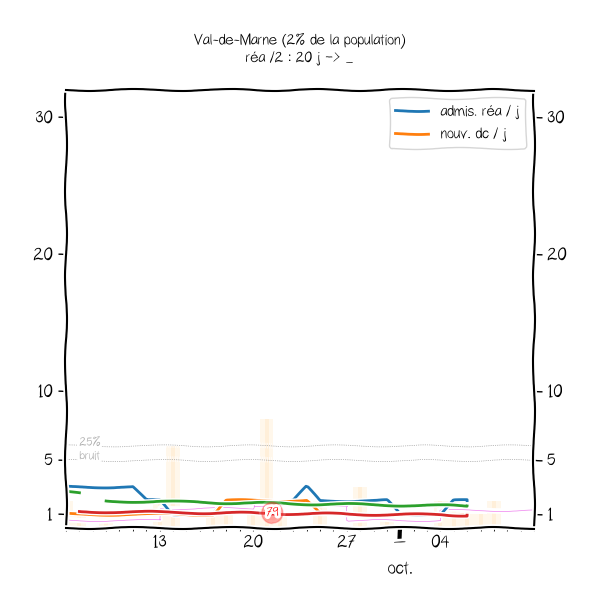 Val-de-Marne (2% de la population)
réa /2 : 20 j -> _
admis. réa / j
nouv. dc / j
30
30
20
20
10
10
25%
bruit
5
5
79
1
1
13
20
27
04
oct.